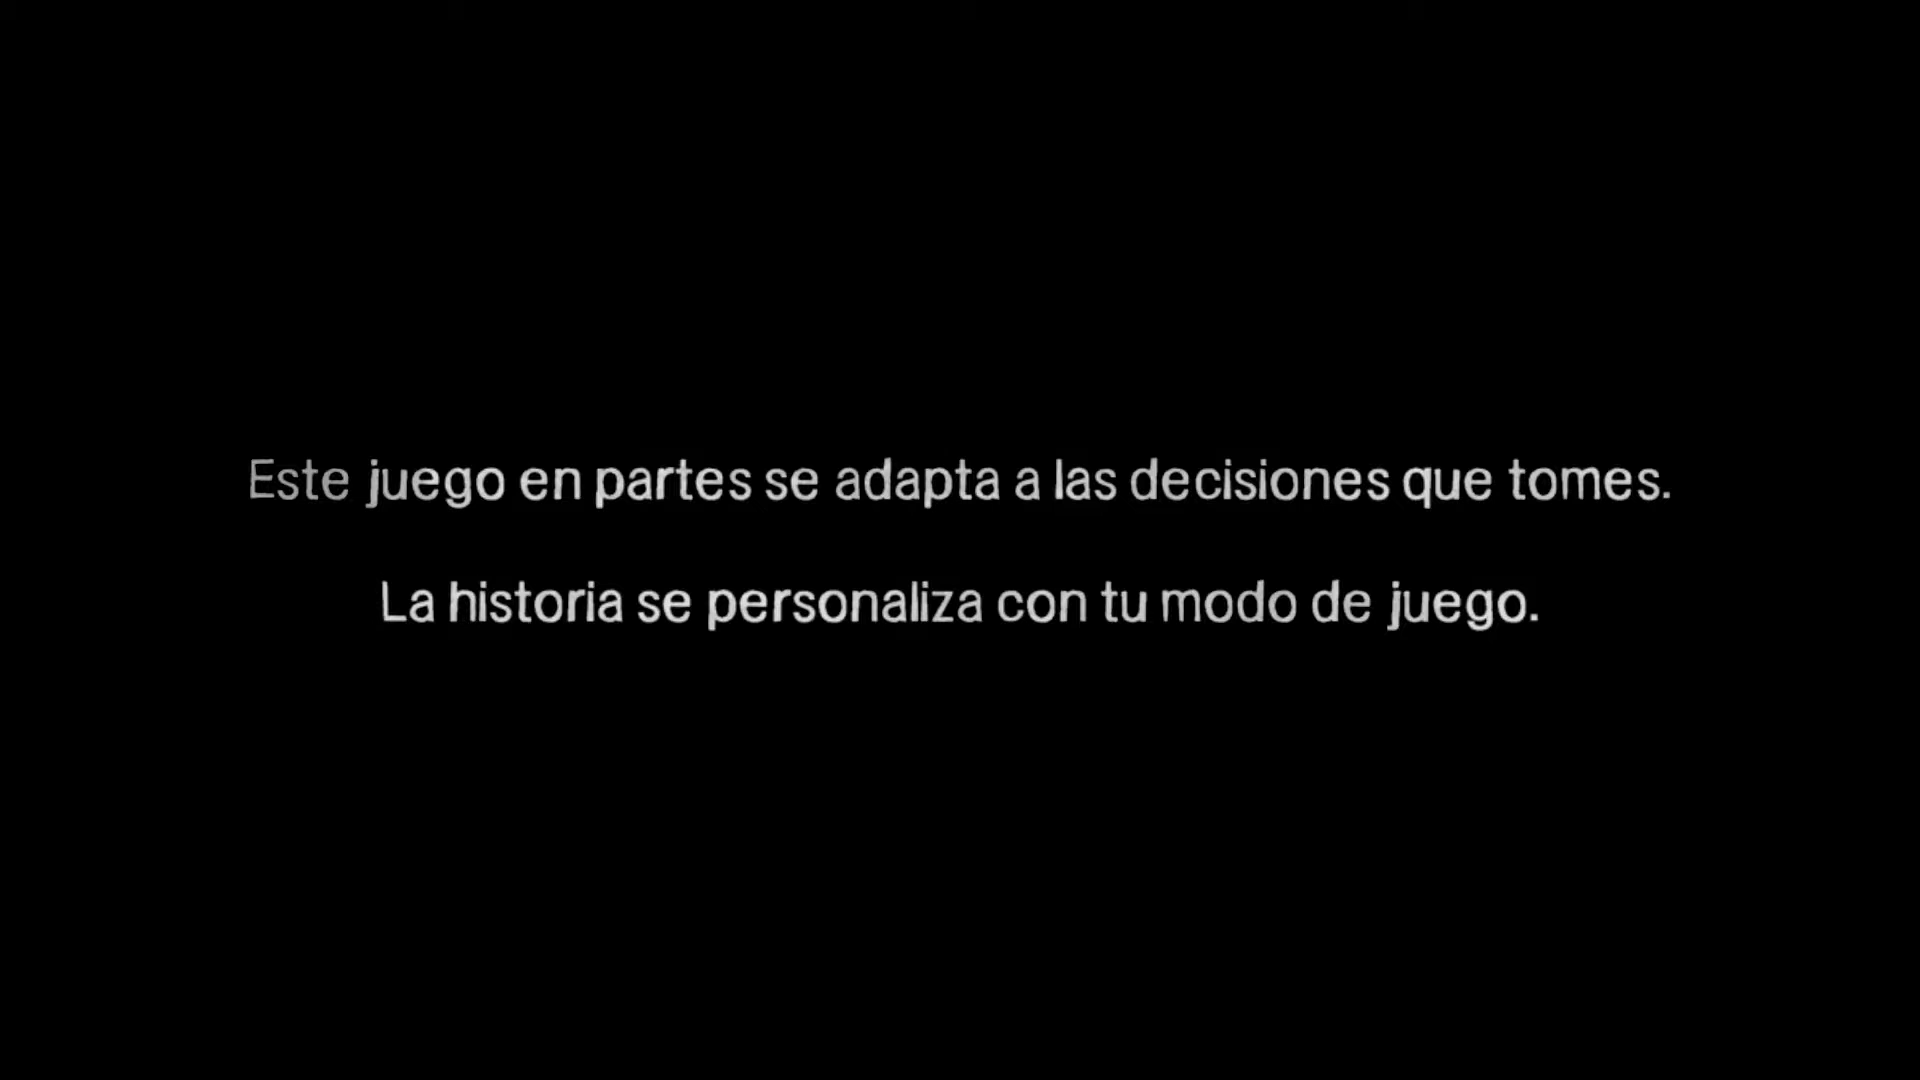 Este juego en partes se adapta a las decisiones que tomes.
La historia se personaliza con tu modo de juego.